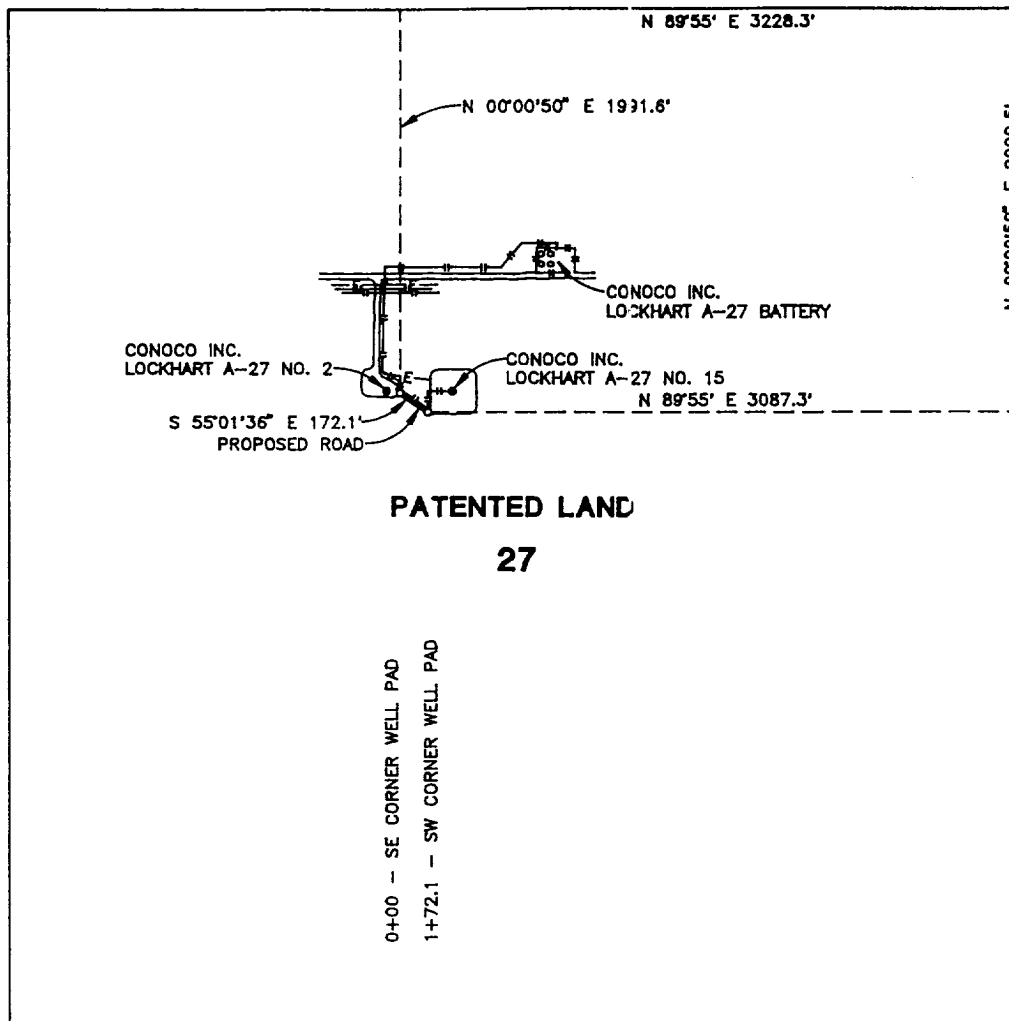 N 89°55' E 3228.3'
N 00°00'50" E 1991.6'
CONOCO INC.
LOCKHART A-27 BATTERY
CONOCO INC.
LOCKHART A-27 NO. 2
E
CONOCO INC.
LOCKHART A-27 NO. 15
N 89°55' E 3087.3'
S 55°01'36" E 172.1'
PROPOSED ROAD
PATENTED LAND
27
0+00 - SE CORNER WELL PAD
1+72.1 - SW CORNER WELL PAD